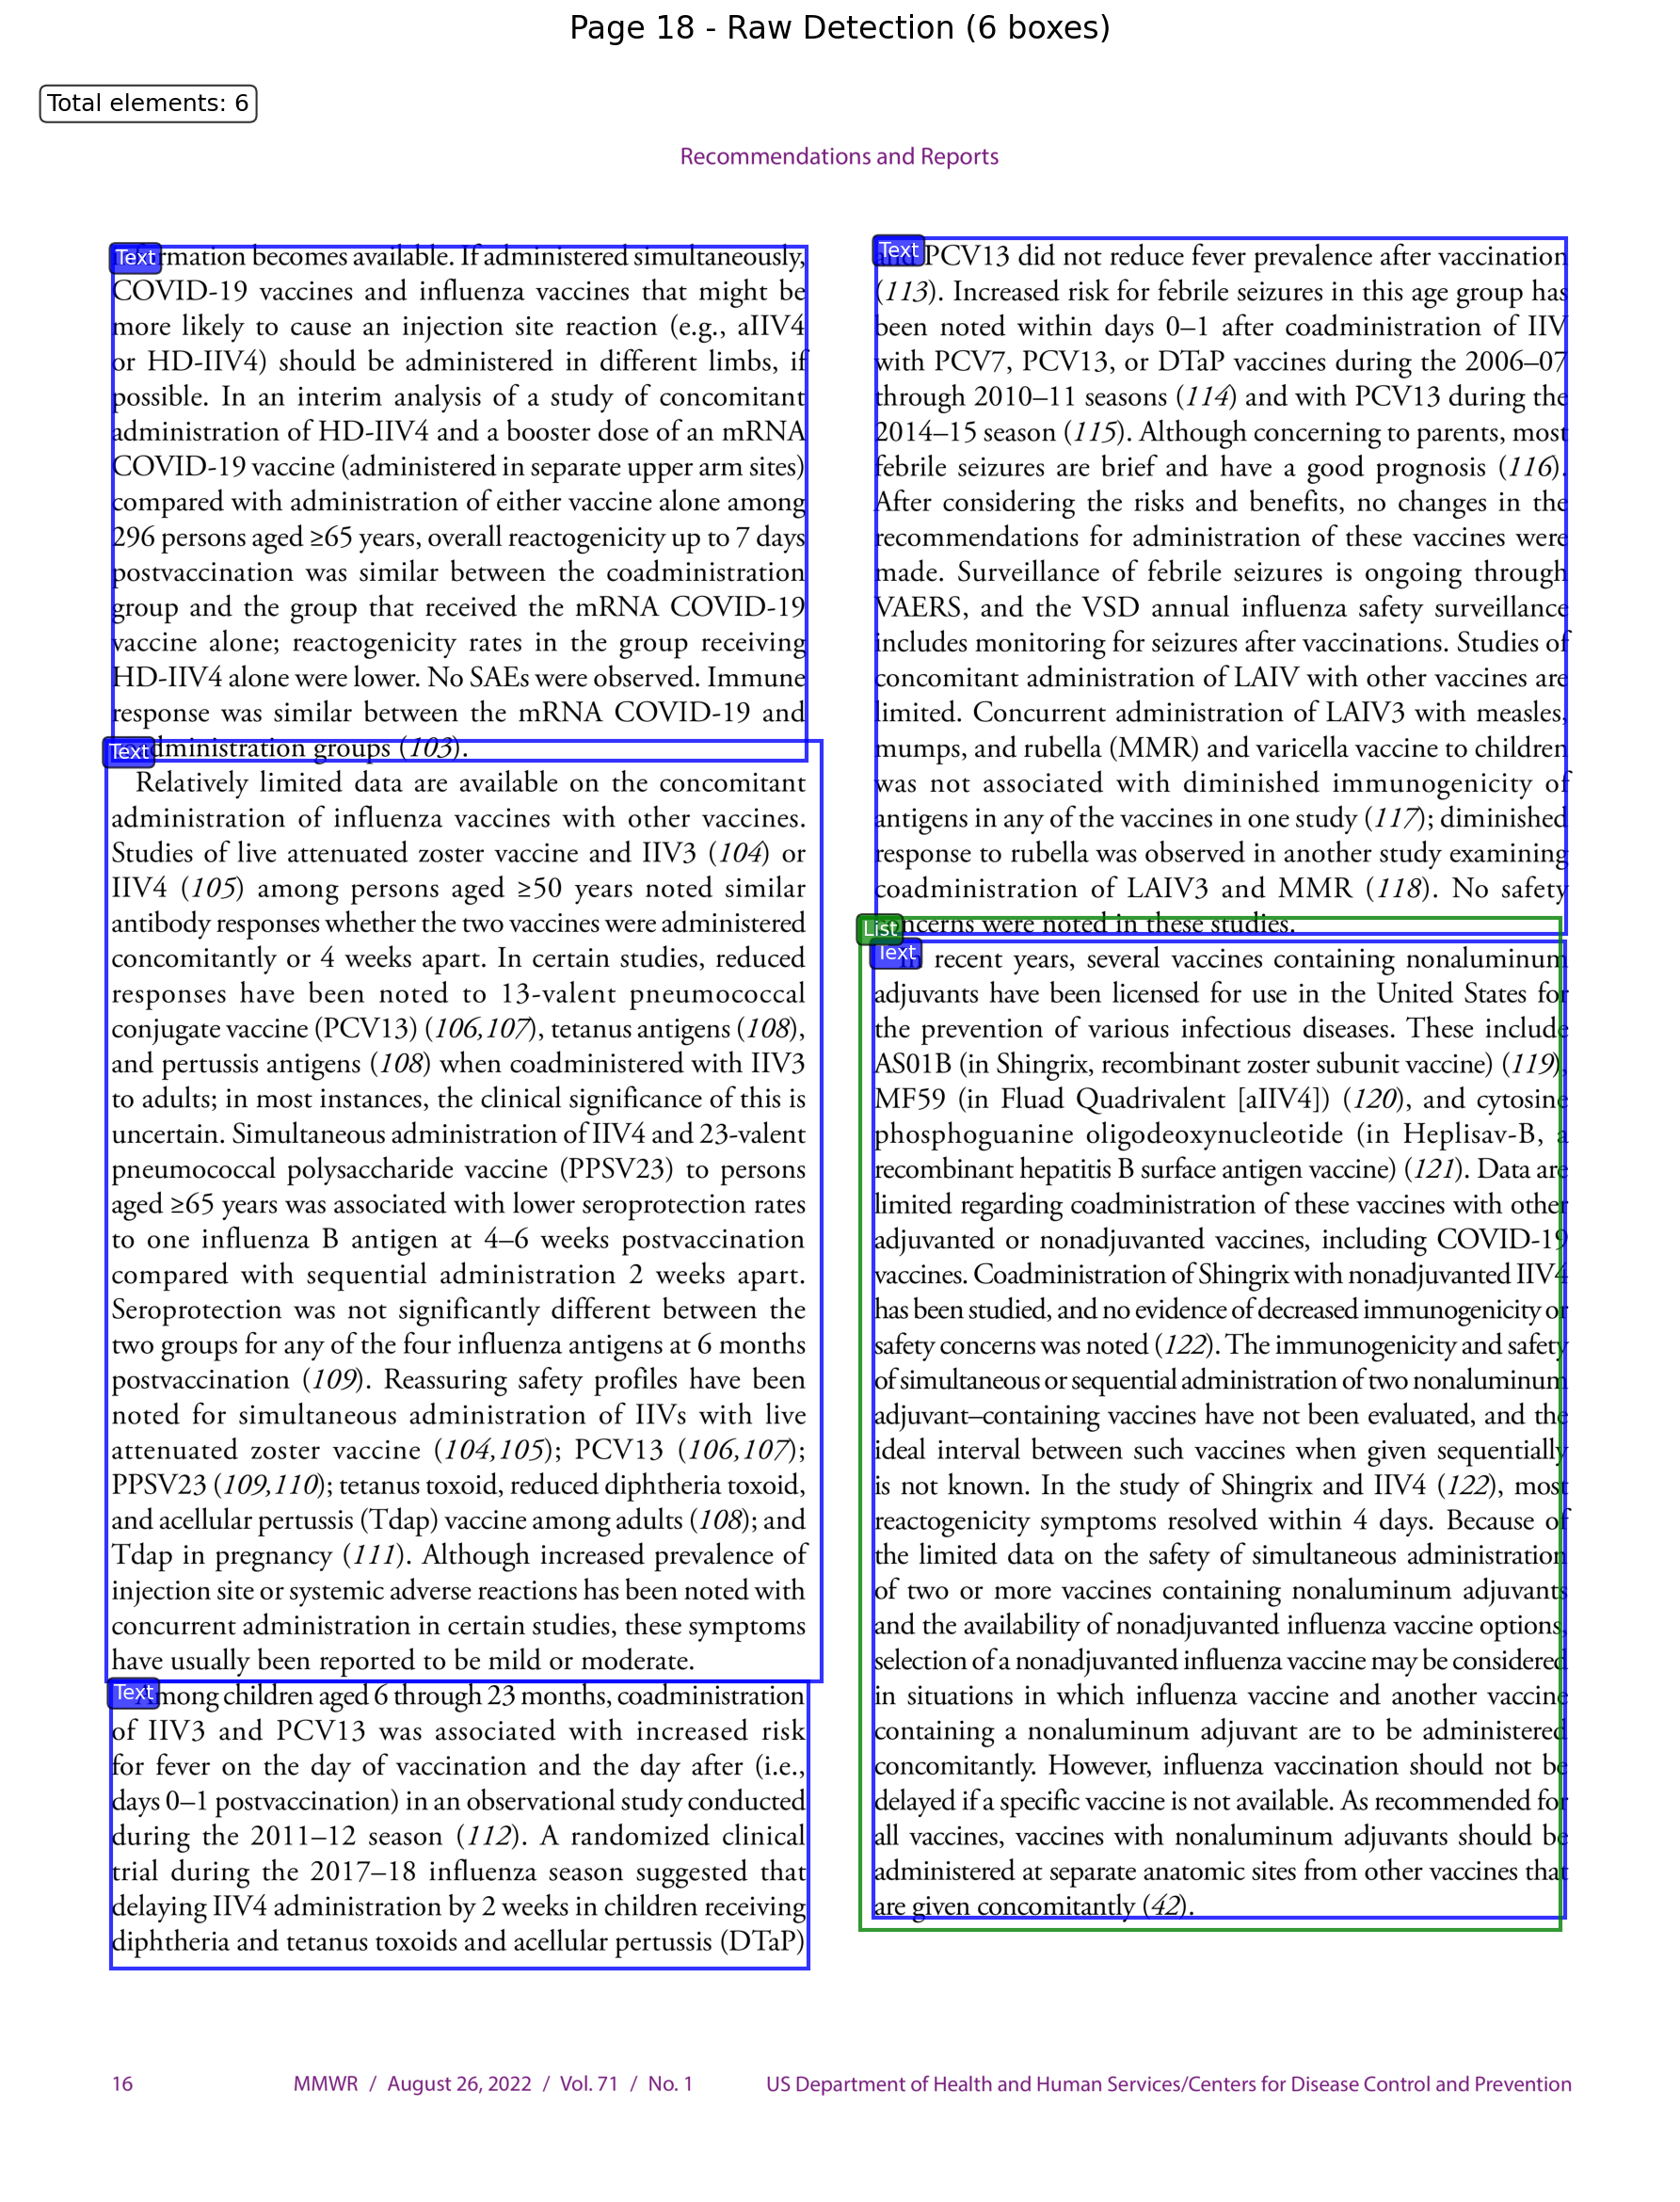 Page 18 - Raw Detection (6 boxes)
Total elements: 6
Recommendations and Reports
Text
rmation becomes available. If administered simultaneously,
COVID-19 vaccines and influenza vaccines that might be
more likely to cause an injection site reaction (e.g., aIIV4
or HD-IIV4) should be administered in different limbs, if
possible. In an interim analysis of a study of concomitant
administration of HD-IIV4 and a booster dose of an mRNA
COVID-19 vaccine (administered in separate upper arm sites)
compared with administration of either vaccine alone among
296 persons aged ≥65 years, overall reactogenicity up to 7 days
postvaccination was similar between the coadministration
group and the group that received the mRNA COVID-19
vaccine alone; reactogenicity rates in the group receiving
HD-IIV4 alone were lower. No SAEs were observed. Immune
response was similar between the mRNA COVID-19 and
Text
dministration groups (103).
Relatively limited data are available on the concomitant
administration of influenza vaccines with other vaccines.
Studies of live attenuated zoster vaccine and IIV3 (104) or
IIV4 (105) among persons aged ≥50 years noted similar
antibody responses whether the two vaccines were administered
concomitantly or 4 weeks apart. In certain studies, reduced
responses have been noted to 13-valent pneumococcal
conjugate vaccine (PCV13) (106,107), tetanus antigens (108),
and pertussis antigens (108) when coadministered with IIV3
to adults; in most instances, the clinical significance of this is
uncertain. Simultaneous administration of IIV4 and 23-valent
pneumococcal polysaccharide vaccine (PPSV23) to persons
aged ≥65 years was associated with lower seroprotection rates
to one influenza B antigen at 4–6 weeks postvaccination
compared with sequential administration 2 weeks apart.
Seroprotection was not significantly different between the
two groups for any of the four influenza antigens at 6 months
postvaccination (109). Reassuring safety profiles have been
noted for simultaneous administration of IIVs with live
attenuated zoster vaccine (104,105); PCV13 (106,107);
PPSV23 (109,110); tetanus toxoid, reduced diphtheria toxoid,
and acellular pertussis (Tdap) vaccine among adults (108); and
Tdap in pregnancy (111). Although increased prevalence of
injection site or systemic adverse reactions has been noted with
concurrent administration in certain studies, these symptoms
have usually been reported to be mild or moderate.
Text
Among children aged 6 through 23 months, coadministration
of IIV3 and PCV13 was associated with increased risk
for fever on the day of vaccination and the day after (i.e.,
days 0–1 postvaccination) in an observational study conducted
during the 2011–12 season (112). A randomized clinical
trial during the 2017–18 influenza season suggested that
delaying IIV4 administration by 2 weeks in children receiving
diphtheria and tetanus toxoids and acellular pertussis (DTaP)
Text
and PCV13 did not reduce fever prevalence after vaccination
(113). Increased risk for febrile seizures in this age group has
been noted within days 0–1 after coadministration of IIV
with PCV7, PCV13, or DTaP vaccines during the 2006–07
through 2010–11 seasons (114) and with PCV13 during the
2014–15 season (115). Although concerning to parents, most
febrile seizures are brief and have a good prognosis (116).
After considering the risks and benefits, no changes in the
recommendations for administration of these vaccines were
made. Surveillance of febrile seizures is ongoing through
VAERS, and the VSD annual influenza safety surveillance
includes monitoring for seizures after vaccinations. Studies of
concomitant administration of LAIV with other vaccines are
limited. Concurrent administration of LAIV3 with measles,
mumps, and rubella (MMR) and varicella vaccine to children
was not associated with diminished immunogenicity of
antigens in any of the vaccines in one study (117); diminished
response to rubella was observed in another study examining
coadministration of LAIV3 and MMR (118). No safety
List
ncerns were noted in these studies.
Text
In recent years, several vaccines containing nonaluminum
adjuvants have been licensed for use in the United States for
the prevention of various infectious diseases. These include
AS01B (in Shingrix, recombinant zoster subunit vaccine) (119),
MF59 (in Fluad Quadrivalent [aIIV4]) (120), and cytosine
phosphoguanine oligodeoxynucleotide (in Heplisav-B, a
recombinant hepatitis B surface antigen vaccine) (121). Data are
limited regarding coadministration of these vaccines with other
adjuvanted or nonadjuvanted vaccines, including COVID-19
vaccines. Coadministration of Shingrix with nonadjuvanted IIV4
has been studied, and no evidence of decreased immunogenicity or
safety concerns was noted (122). The immunogenicity and safety
of simultaneous or sequential administration of two nonaluminum
adjuvant–containing vaccines have not been evaluated, and the
ideal interval between such vaccines when given sequentially
is not known. In the study of Shingrix and IIV4 (122), most
reactogenicity symptoms resolved within 4 days. Because of
the limited data on the safety of simultaneous administration
of two or more vaccines containing nonaluminum adjuvants
and the availability of nonadjuvanted influenza vaccine options,
selection of a nonadjuvanted influenza vaccine may be considered
in situations in which influenza vaccine and another vaccine
containing a nonaluminum adjuvant are to be administered
concomitantly. However, influenza vaccination should not be
delayed if a specific vaccine is not available. As recommended for
all vaccines, vaccines with nonaluminum adjuvants should be
administered at separate anatomic sites from other vaccines that
are given concomitantly (42).
16 MMWR / August 26, 2022 / Vol. 71 / No. 1 US Department of Health and Human Services/Centers for Disease Control and Prevention